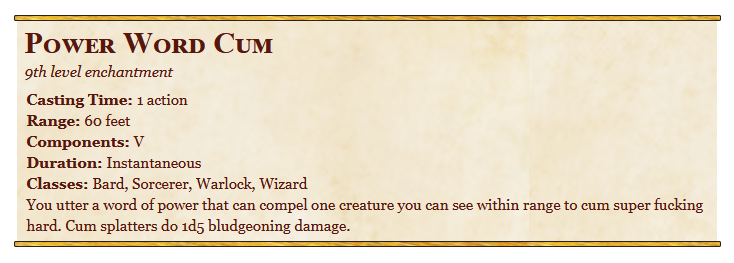 Power Word Cum
9th level enchantment
Casting Time: 1 action
Range: 60 feet
Components: V
Duration: Instantaneous
Classes: Bard, Sorcerer, Warlock, Wizard
You utter a word of power that can compel one creature you can see within range to cum super fucking
hard. Cum splatters do 1d5 bludgeoning damage.